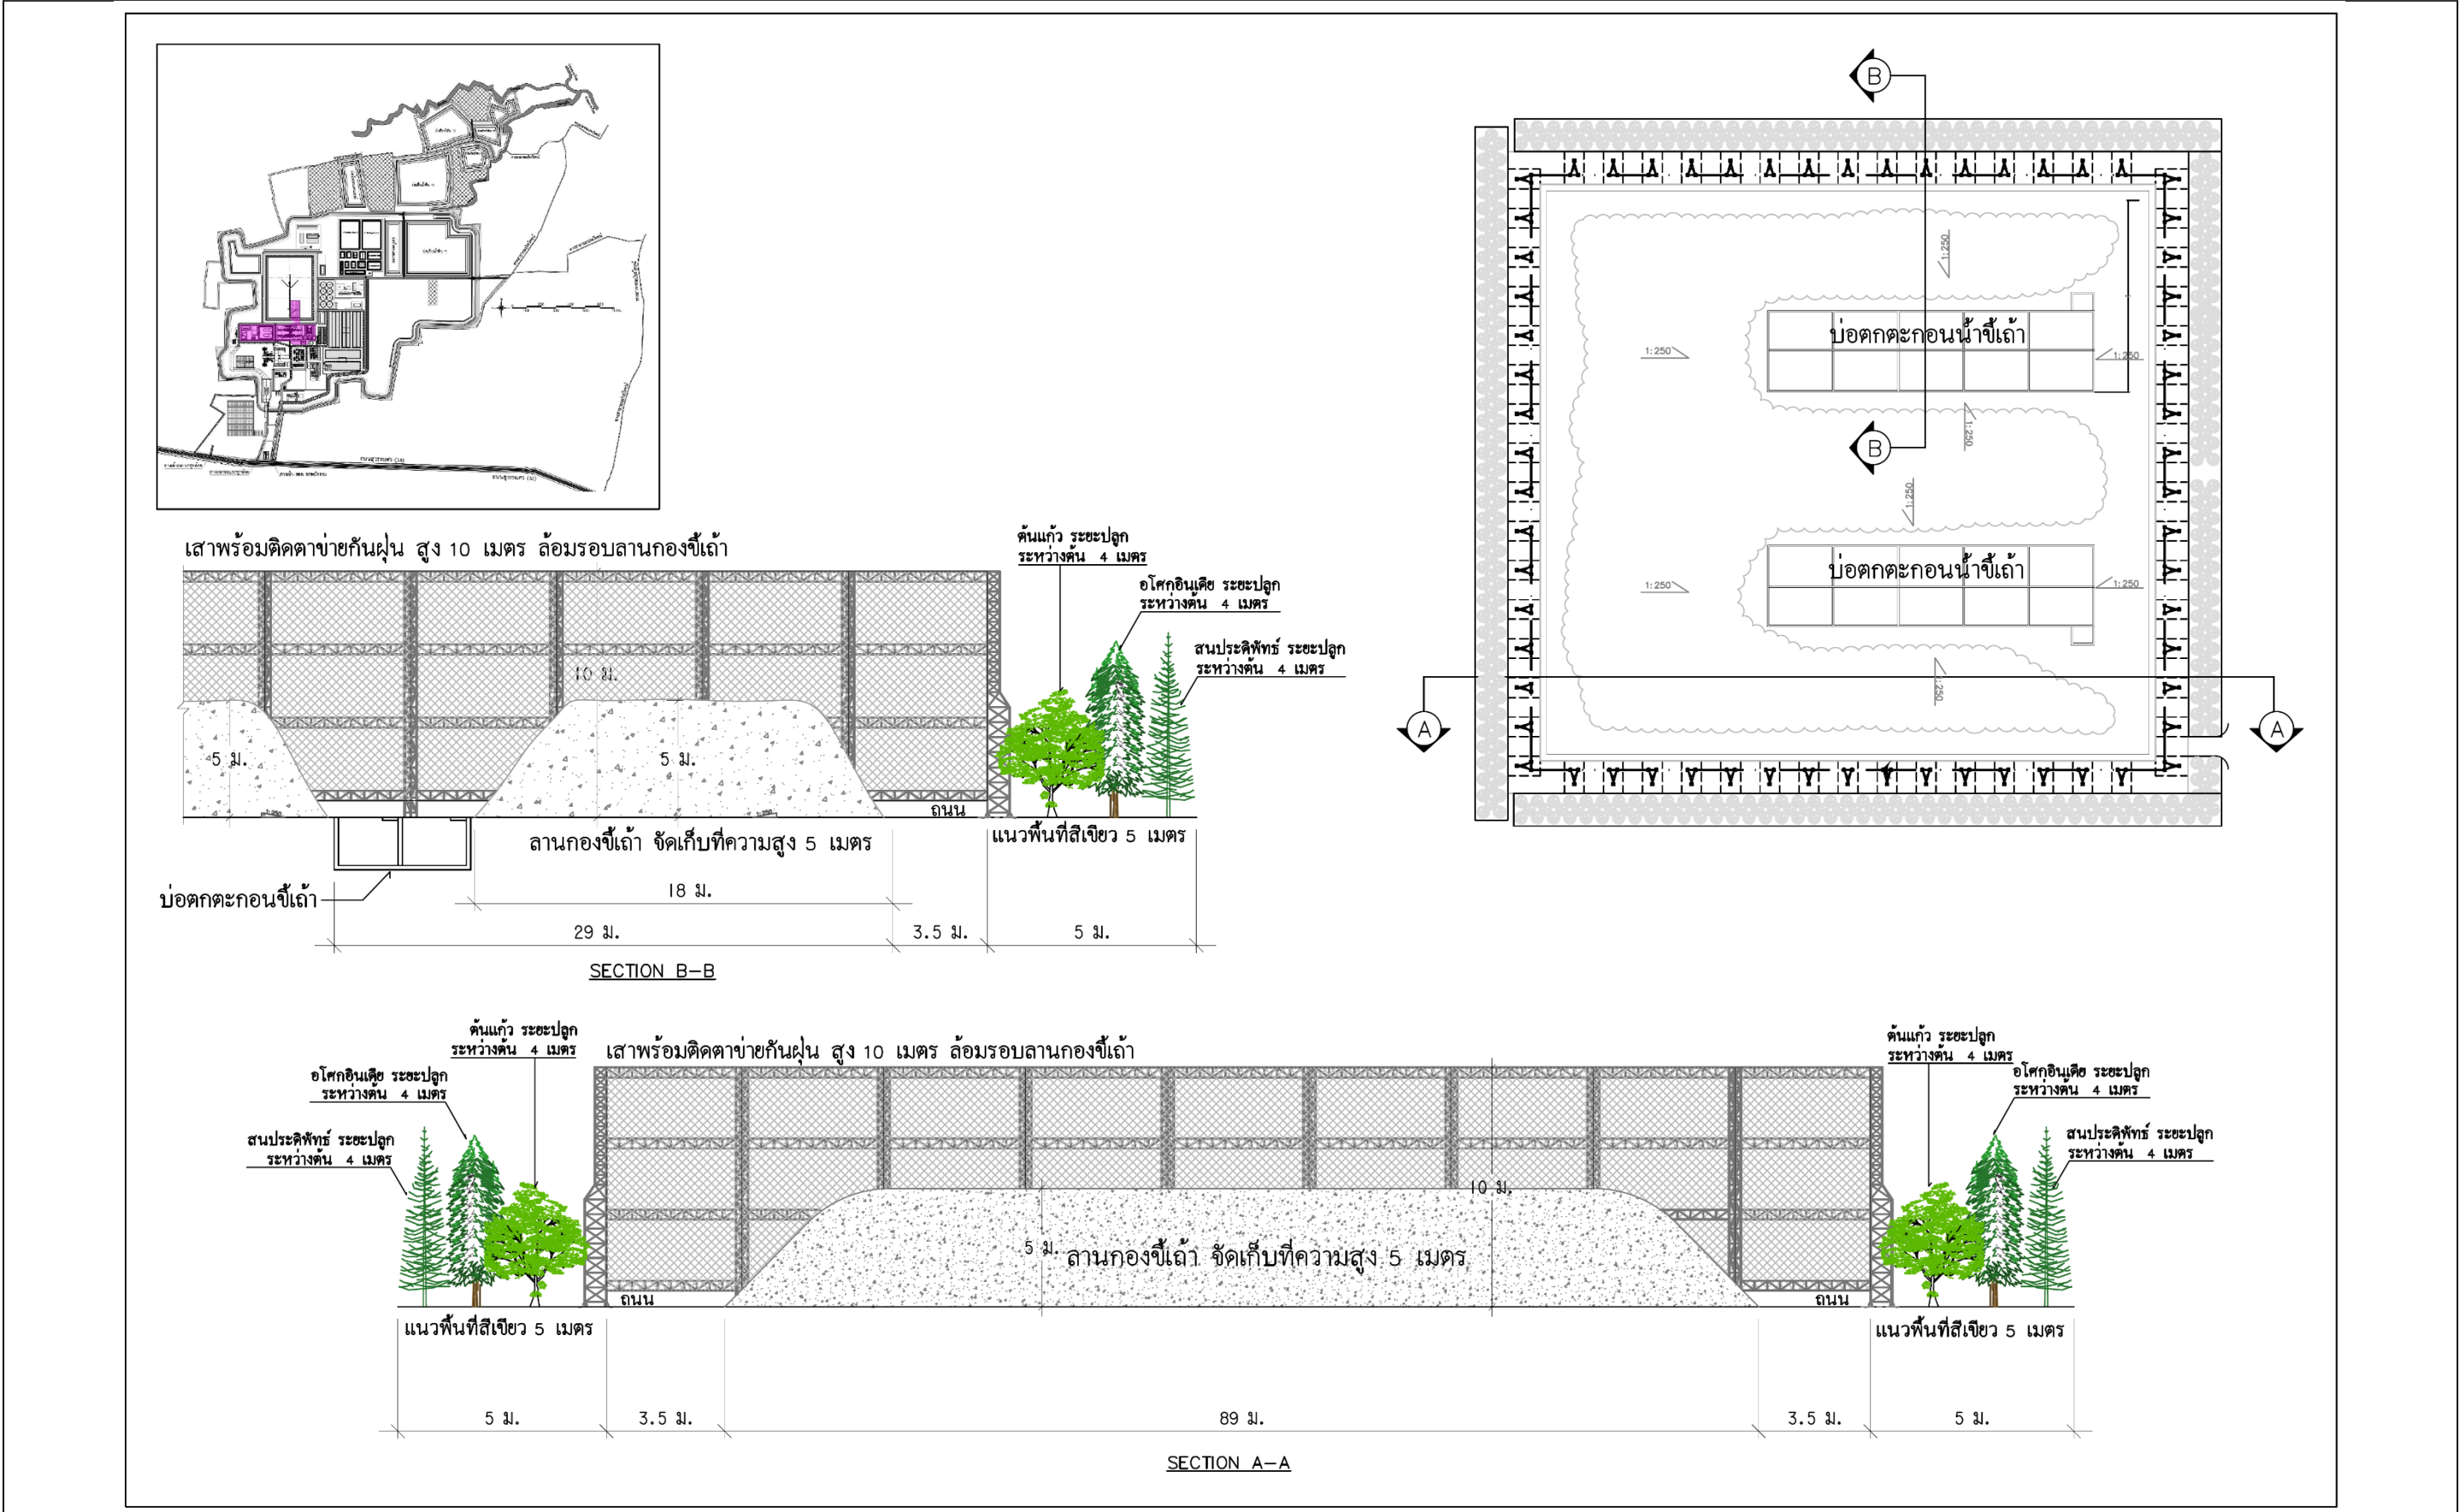 B
1:250
บ่อตกตะกอนน้ำขี้เถ้า
1:250
1:250
B
1:250
1:250
บ่อตกตะกอนน้ำขี้เถ้า
1:250
1:250
1:250
A
A
เสาพร้อมติดตาข่ายกันฝุ่น สูง 10 เมตร ล้อมรอบลานกองขี้เถ้า
ต้นแก้ว ระยะปลูก
ระหว่างต้น 4 เมตร
อโศกอินเดีย ระยะปลูก
ระหว่างต้น 4 เมตร
สนประดิพัทธ์ ระยะปลูก
ระหว่างต้น 4 เมตร
10 ม.
5 ม.
5 ม.
ถนน
ลานกองขี้เถ้า จัดเก็บที่ความสูง 5 เมตร
แนวพื้นที่สีเขียว 5 เมตร
บ่อตกตะกอนขี้เถ้า
18 ม.
29 ม.
3.5 ม.
5 ม.
SECTION B-B
ต้นแก้ว ระยะปลูก
ระหว่างต้น 4 เมตร
อโศกอินเดีย ระยะปลูก
ระหว่างต้น 4 เมตร
สนประดิพัทธ์ ระยะปลูก
ระหว่างต้น 4 เมตร
เสาพร้อมติดตาข่ายกันฝุ่น สูง 10 เมตร ล้อมรอบลานกองขี้เถ้า
ต้นแก้ว ระยะปลูก
ระหว่างต้น 4 เมตร
อโศกอินเดีย ระยะปลูก
ระหว่างต้น 4 เมตร
สนประดิพัทธ์ ระยะปลูก
ระหว่างต้น 4 เมตร
10 ม.
5 ม.
ลานกองขี้เถ้า จัดเก็บที่ความสูง 5 เมตร
ถนน
ถนน
แนวพื้นที่สีเขียว 5 เมตร
แนวพื้นที่สีเขียว 5 เมตร
5 ม.
3.5 ม.
89 ม.
3.5 ม.
5 ม.
SECTION A-A